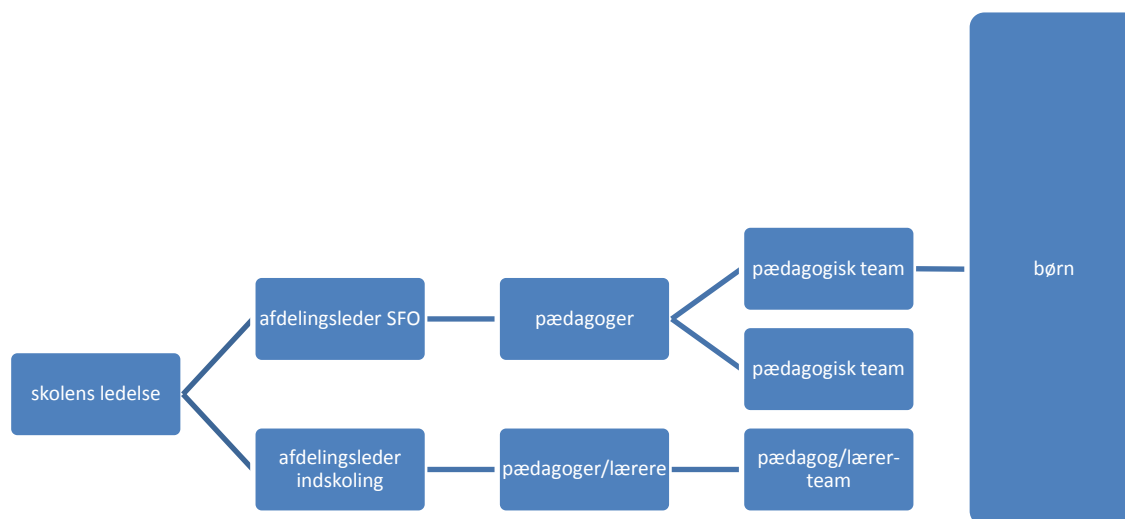 skolens ledelse
afdelingsleder SFO
pædagoger
pædagogisk team
børn
pædagogisk team
afdelingsleder
indskoling
pædagoger/lærere
pædagog/lærer-
team